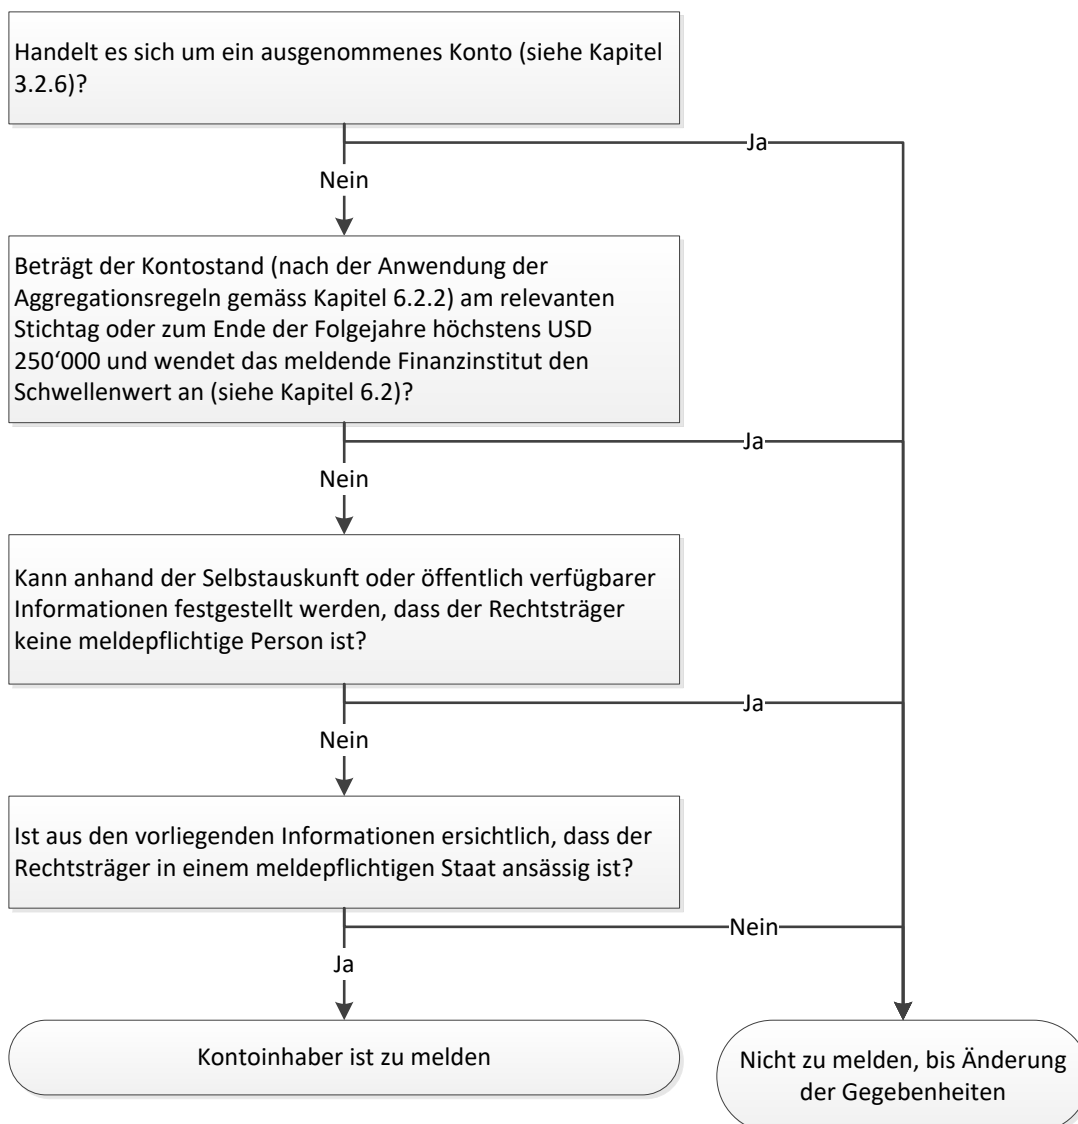 Handelt es sich um ein ausgenommenes Konto (siehe Kapitel
3.2.6)?
Ja
Nein
Beträgt der Kontostand (nach der Anwendung der
Aggregationsregeln gemäss Kapitel 6.2.2) am relevanten
Stichtag oder zum Ende der Folgejahre höchstens USD
250‘000 und wendet das meldende Finanzinstitut den
Schwellenwert an (siehe Kapitel 6.2)?
Ja
Nein
Kann anhand der Selbstauskunft oder öffentlich verfügbarer
Informationen festgestellt werden, dass der Rechtsträger
keine meldepflichtige Person ist?
Ja
Nein
Ist aus den vorliegenden Informationen ersichtlich, dass der
Rechtsträger in einem meldepflichtigen Staat ansässig ist?
Nein
Ja
Kontoinhaber ist zu melden
Nicht zu melden, bis Änderung
der Gegebenheiten